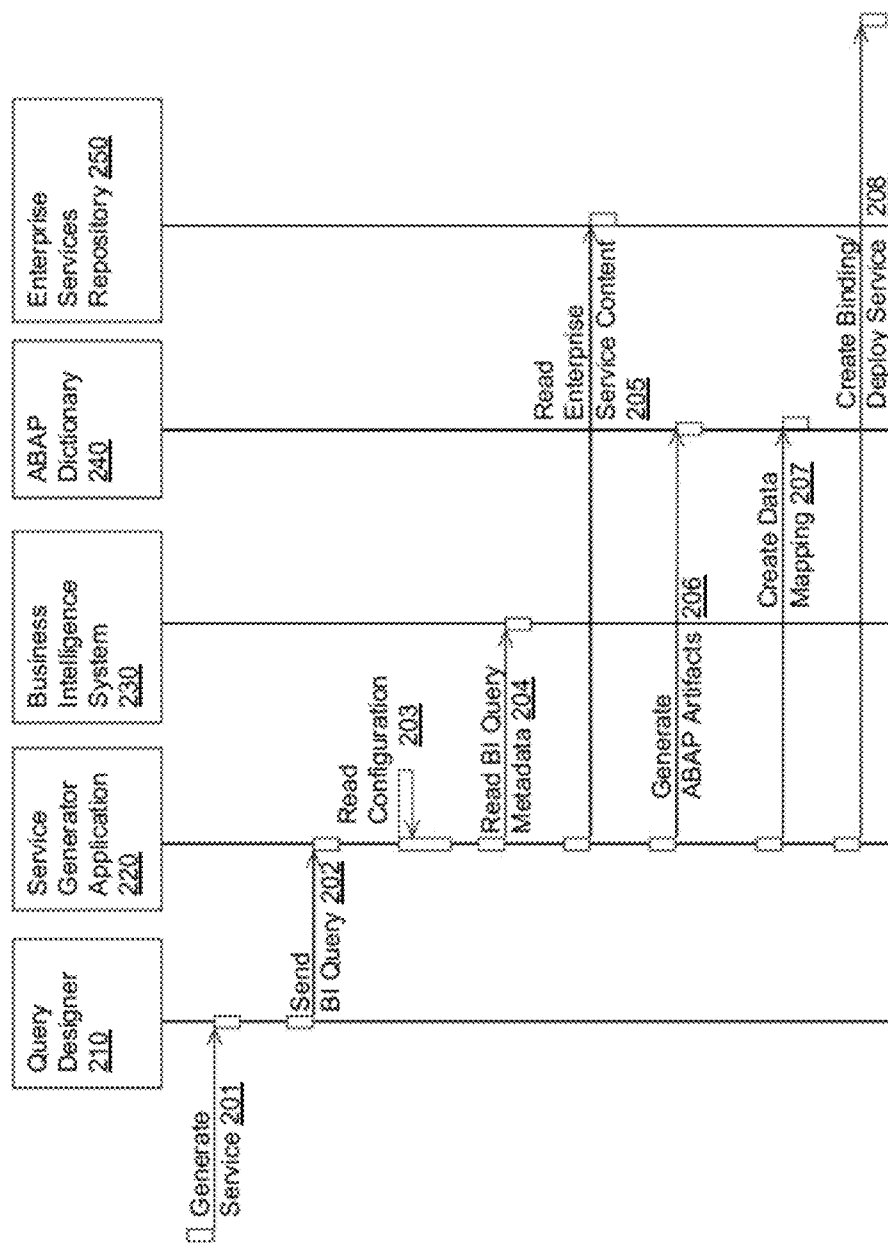 Query
Designer
210
Service
Generator
Application
220
Business
Intelligence
System
230
ABAP
Dictionary
240
Enterprise
Services
Repository 250
Generate
Service 201
Send
BI Query 202
Read
Configuration
203
Read BI Query
Metadata 204
Read
Enterprise
Service Content
205
Generate
ABAP Artifacts 206
Create Data
Mapping 207
Create Binding/
Deploy Service 208